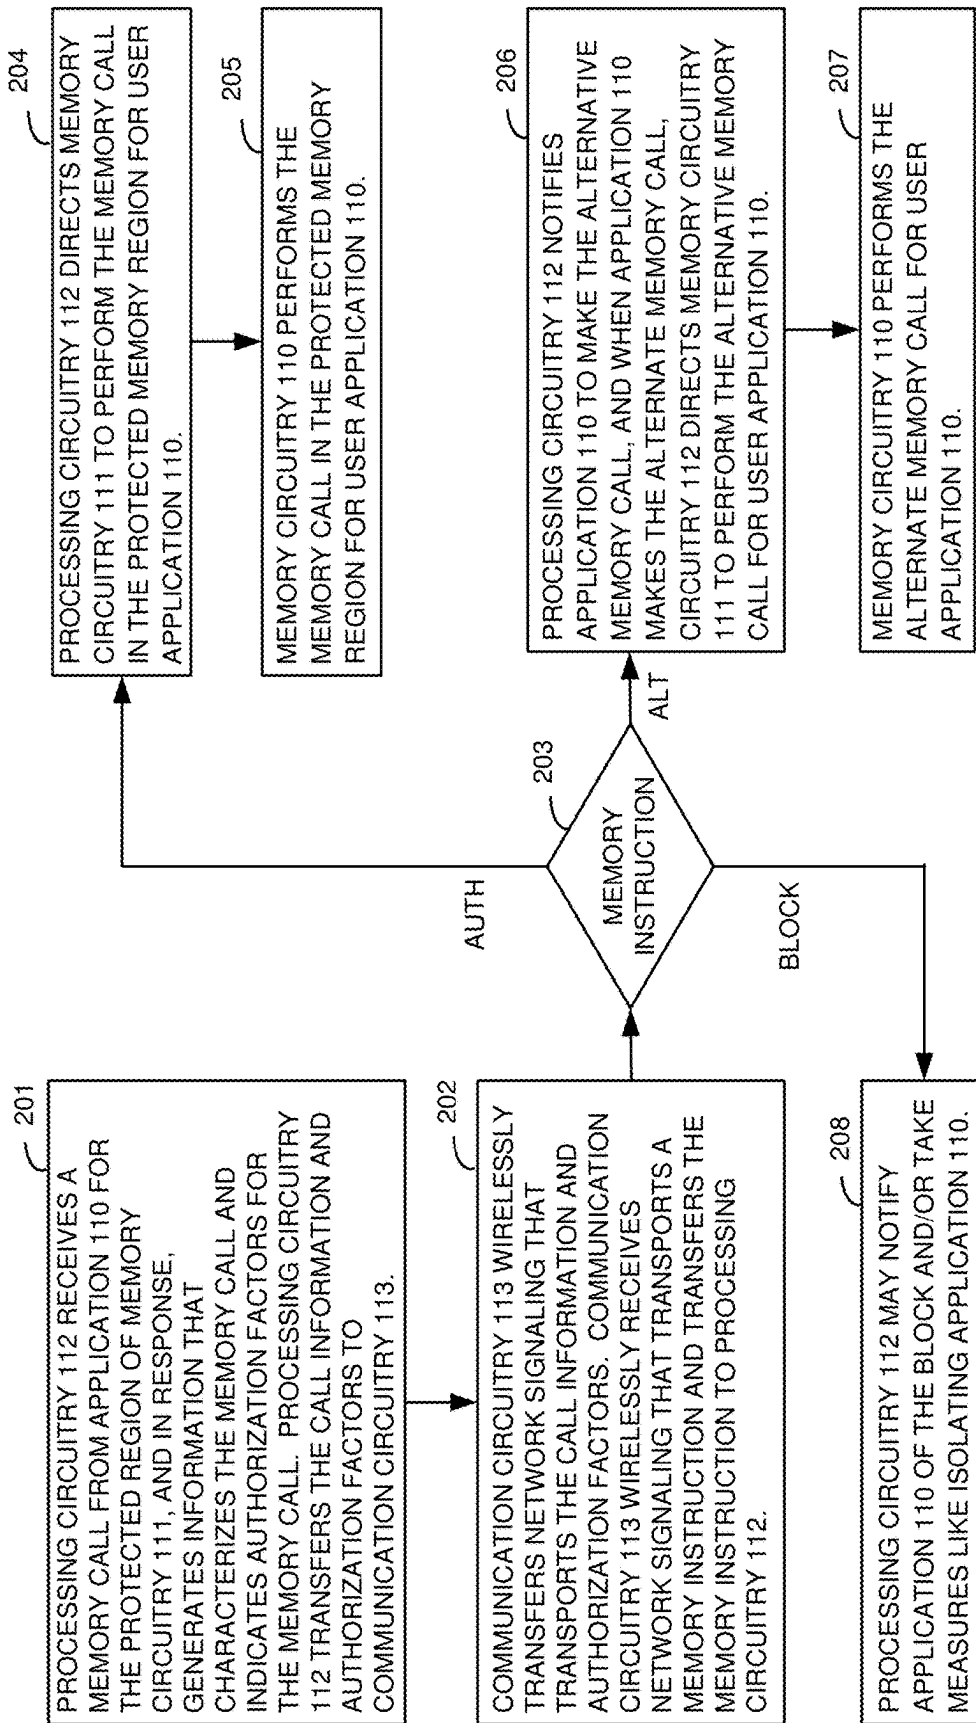 201
PROCESSING CIRCUITRY 112 RECEIVES A
MEMORY CALL FROM APPLICATION 110 FOR
THE PROTECTED REGION OF MEMORY
CIRCUITRY 111, AND IN RESPONSE,
GENERATES INFORMATION THAT
CHARACTERIZES THE MEMORY CALL AND
INDICATES AUTHORIZATION FACTORS FOR
THE MEMORY CALL. PROCESSING CIRCUITRY
112 TRANSFERS THE CALL INFORMATION AND
AUTHORIZATION FACTORS TO
COMMUNICATION CIRCUITRY 113.
202
COMMUNICATION CIRCUITRY 113 WIRELESSLY
TRANSFERS NETWORK SIGNALING THAT
TRANSPORTS THE CALL INFORMATION AND
AUTHORIZATION FACTORS. COMMUNICATION
CIRCUITRY 113 WIRELESSLY RECEIVES
NETWORK SIGNALING THAT TRANSPORTS A
MEMORY INSTRUCTION AND TRANSFERS THE
MEMORY INSTRUCTION TO PROCESSING
CIRCUITRY 112.
203
MEMORY
INSTRUCTION
AUTH
ALT
BLOCK
204
PROCESSING CIRCUITRY 112 DIRECTS MEMORY
CIRCUITRY 111 TO PERFORM THE MEMORY CALL
IN THE PROTECTED MEMORY REGION FOR USER
APPLICATION 110.
205
MEMORY CIRCUITRY 110 PERFORMS THE
MEMORY CALL IN THE PROTECTED MEMORY
REGION FOR USER APPLICATION 110.
206
PROCESSING CIRCUITRY 112 NOTIFIES
APPLICATION 110 TO MAKE THE ALTERNATIVE
MEMORY CALL, AND WHEN APPLICATION 110
MAKES THE ALTERNATE MEMORY CALL,
CIRCUITRY 112 DIRECTS MEMORY CIRCUITRY
111 TO PERFORM THE ALTERNATIVE MEMORY
CALL FOR USER APPLICATION 110.
207
MEMORY CIRCUITRY 110 PERFORMS THE
ALTERNATE MEMORY CALL FOR USER
APPLICATION 110.
208
PROCESSING CIRCUITRY 112 MAY NOTIFY
APPLICATION 110 OF THE BLOCK AND/OR TAKE
MEASURES LIKE ISOLATING APPLICATION 110.